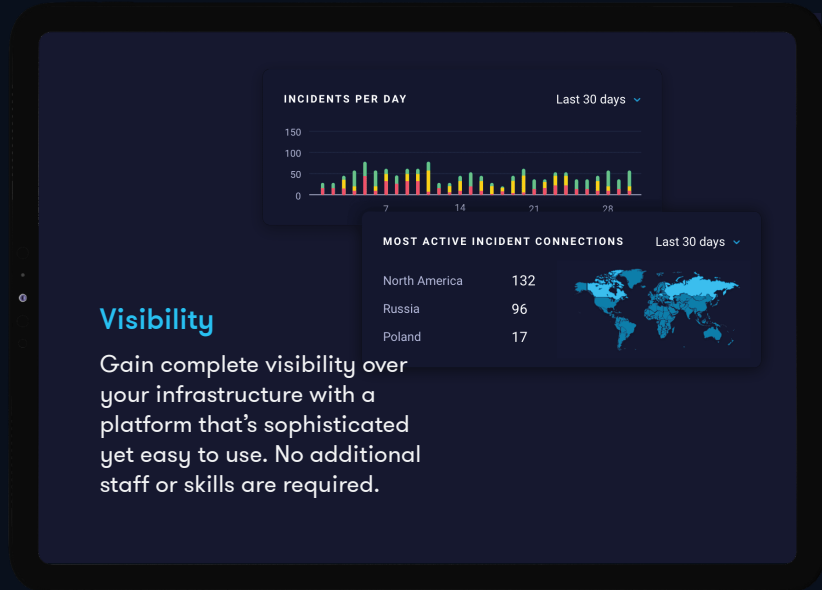 INCIDENTS PER DAY
Last 30 days
150
100
50
0
7
14
21
28
MOST ACTIVE INCIDENT CONNECTIONS
Last 30 days
North America 132
Russia 96
Poland 17
Visibility
Gain complete visibility over
your infrastructure with a
platform that’s sophisticated
yet easy to use. No additional
staff or skills are required.